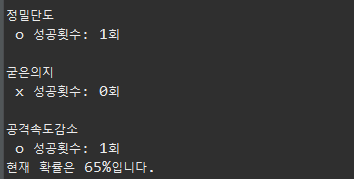 정밀단도
o 성공횟수: 1회
굳은의지
x 성공횟수: 0회
공격속도감소
o 성공횟수: 1회
현재 확률은 65%입니다.